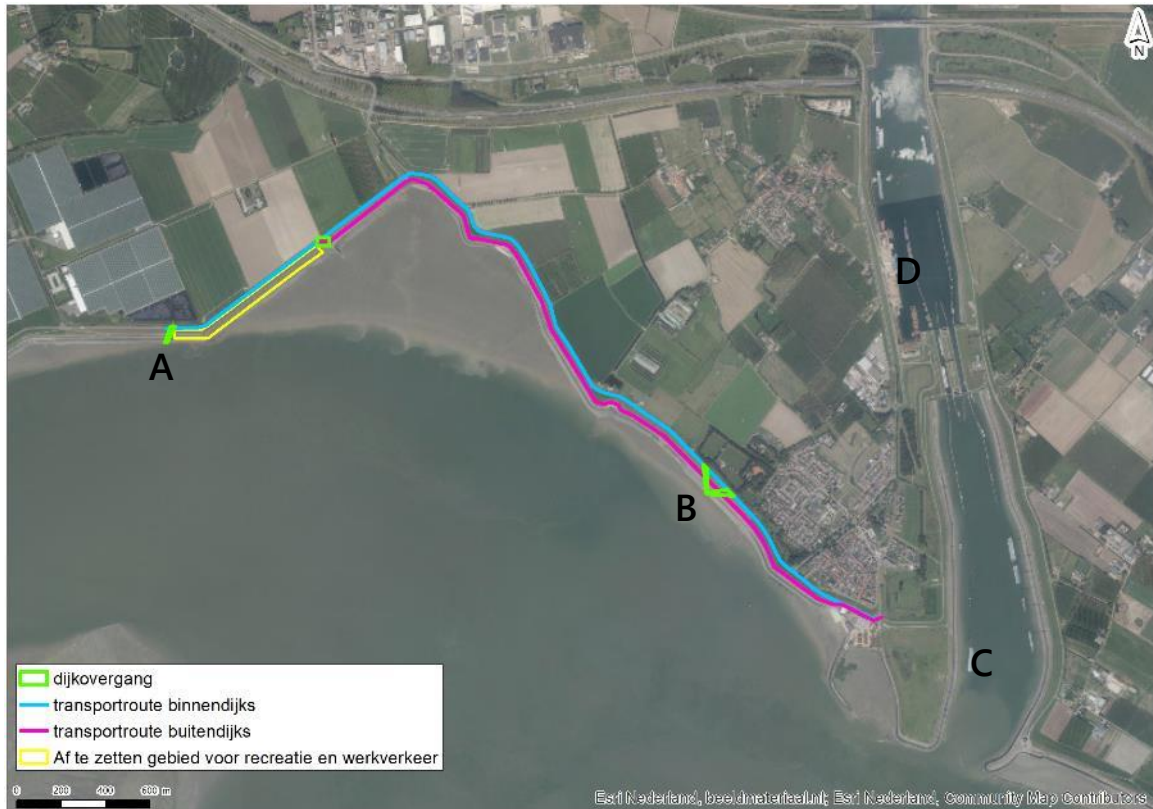 N
D
A
B
C
dijkovergang
transportroute binnendijks
transportroute buitendijks
Af te zetten gebied voor recreatie en werkverkeer
0 200 400 600 m
Esri Nederland, beeldmateriaal.nl; Esri Nederland, Community Map Contributors